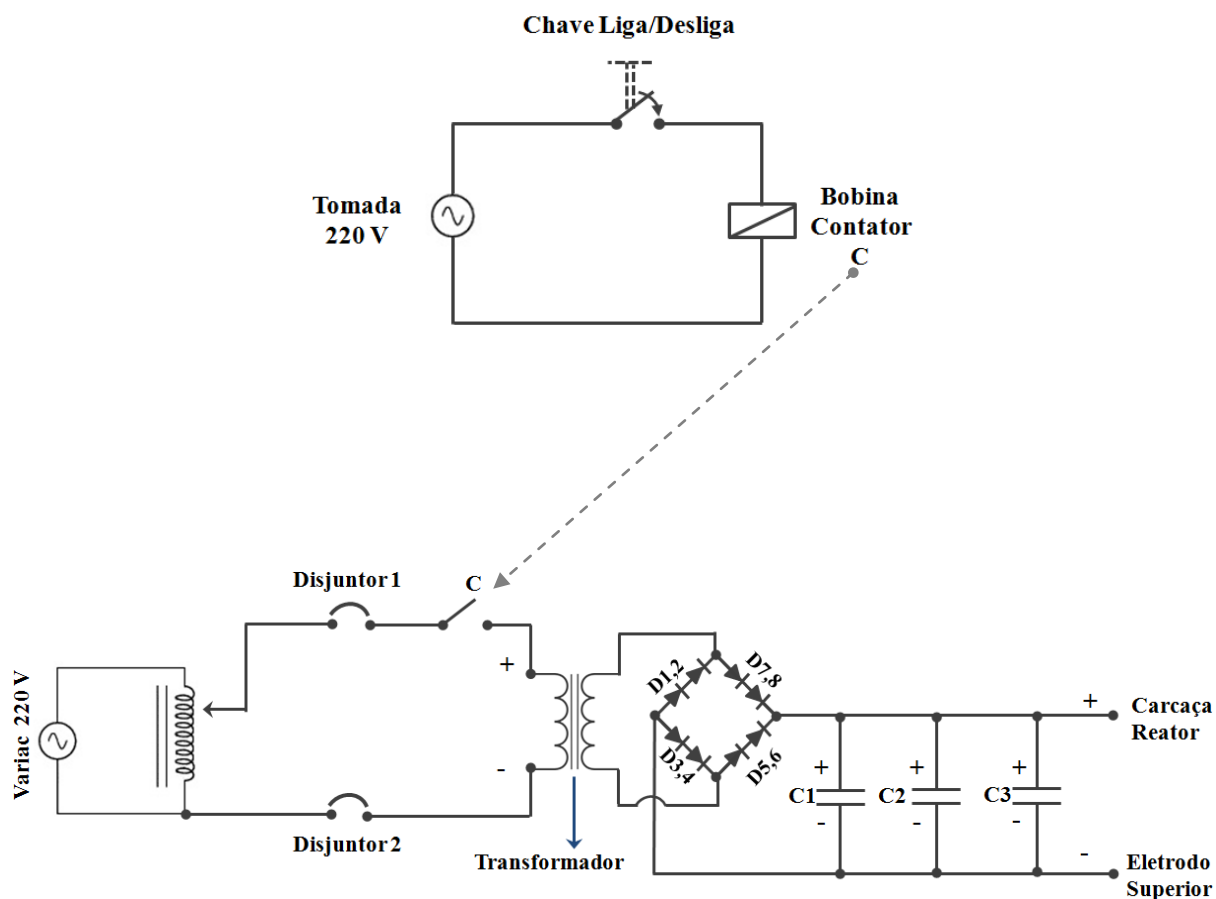 Chave Liga/Desliga
Tomada
220 V
Bobina
Contator
C
Disjuntor 1
C
Variac 220 V
+
-
Disjuntor 2
Transformador
D1,2
D7,8
D3,4
D5,6
+
C1
-
+
C2
-
+
C3
-
+
Carcaça
Reator
-
Eletrodo
Superior